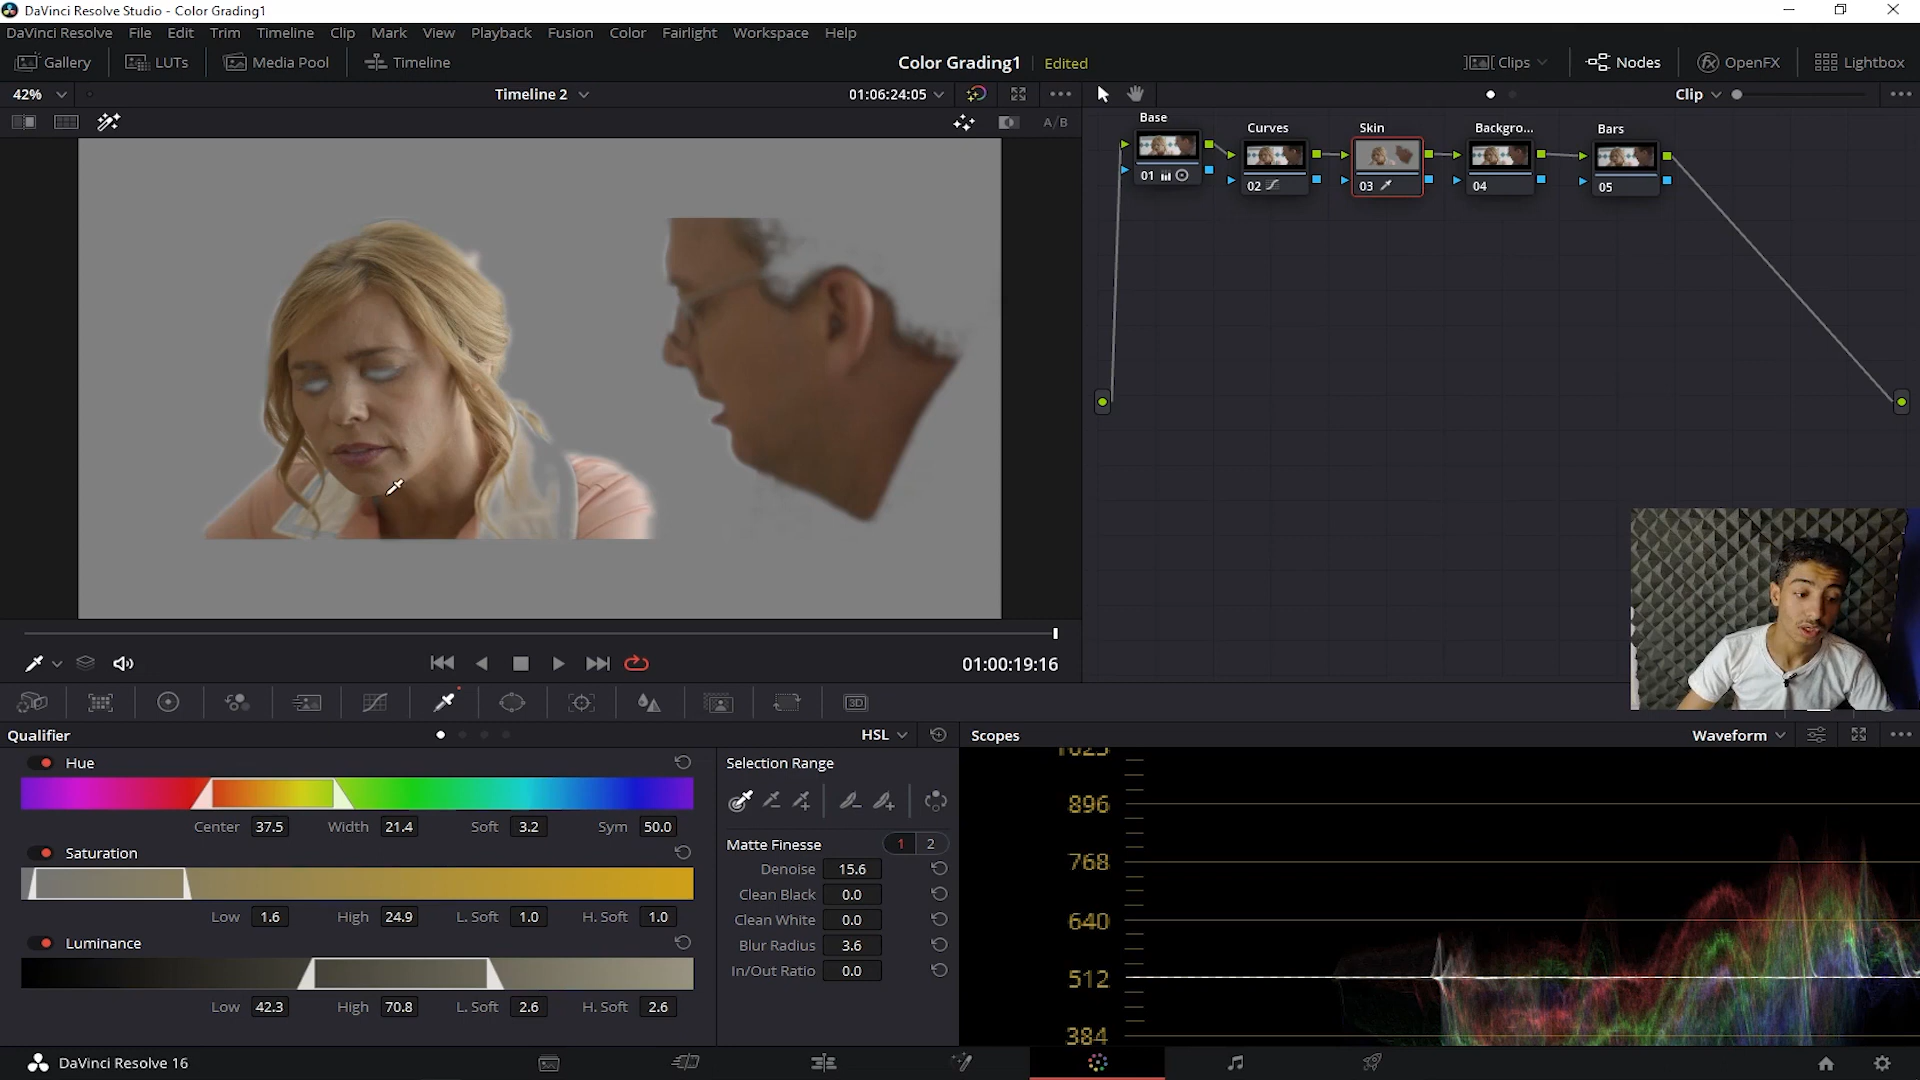 DaVinci Resolve Studio - Color Grading1
DaVinci Resolve File Edit Trim Timeline Clip Mark View Playback Fusion Color Fairlight Workspace Help
Gallery LUTs Media Pool Timeline Color Grading1 Edited Clips Nodes OpenFX Lightbox
42% Timeline 2 01:06:24:05 Clip
A/B
Base Curves Skin Backgro... Bars
01 02 03 04 05
01:00:19:16
3D
Qualifier HSL Scopes Waveform
Hue
Center 37.5 Width 21.4 Soft 3.2 Sym 50.0
Saturation
Low 1.6 High 24.9 L. Soft 1.0 H. Soft 1.0
Luminance
Low 42.3 High 70.8 L. Soft 2.6 H. Soft 2.6
Selection Range
Matte Finesse 1 2
Denoise 15.6
Clean Black 0.0
Clean White 0.0
Blur Radius 3.6
In/Out Ratio 0.0
1023
896
768
640
512
384
DaVinci Resolve 16